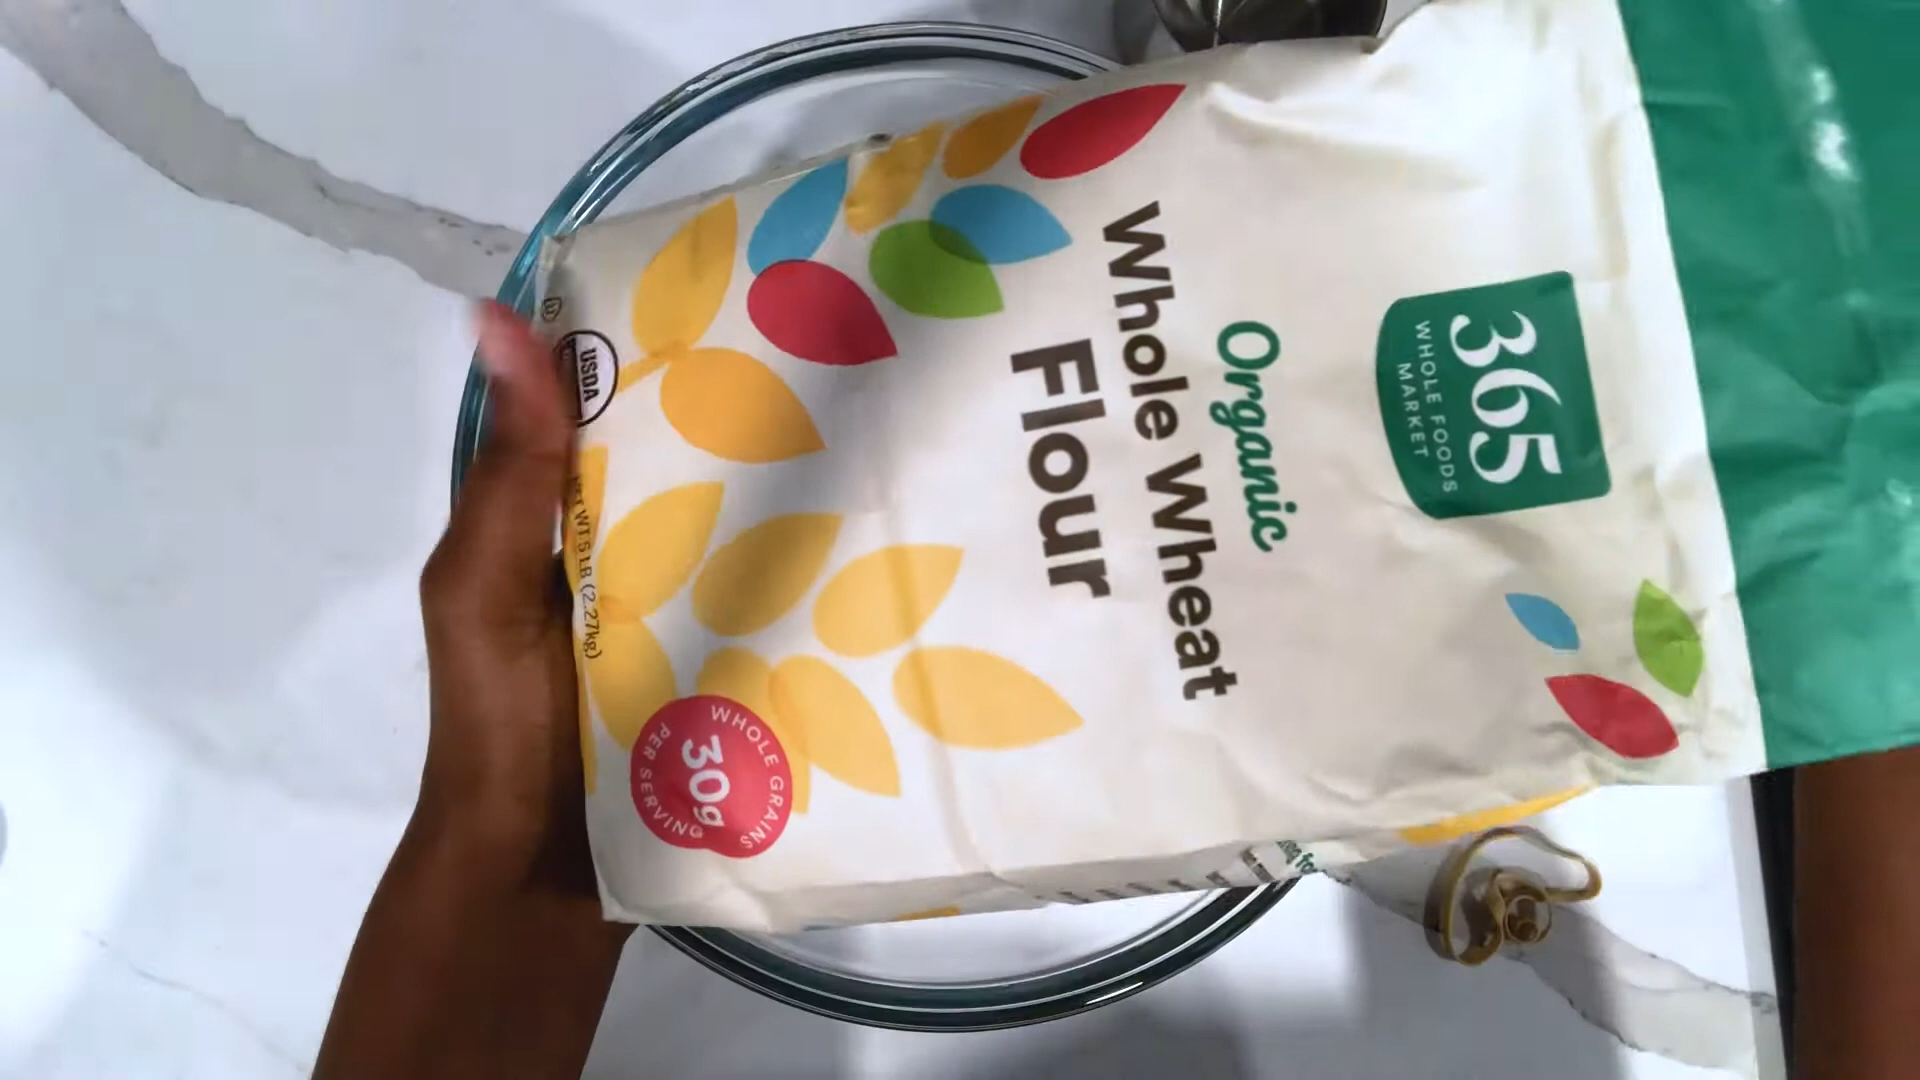 365
WHOLE FOODS
MARKET
Organic
Whole Wheat
Flour
USDA
NET WT 5 LB (2.27kg)
WHOLE GRAINS
30g
PER SERVING